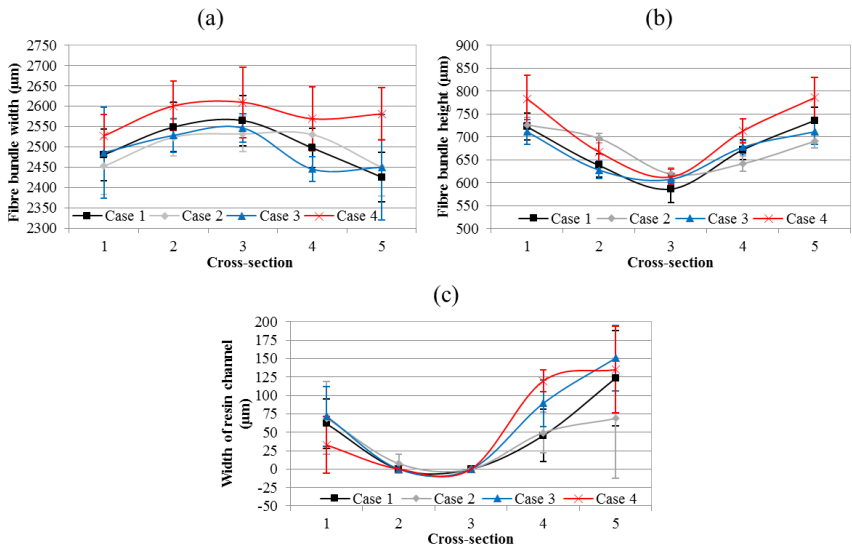 (a)
Fibre bundle width (µm)
2750
2700
2650
2600
2550
2500
2450
2400
2350
2300
Case 1 Case 2 Case 3 Case 4
1 2 3 4 5
Cross-section
(b)
Fibre bundle height (µm)
900
850
800
750
700
650
600
550
500
Case 1 Case 2 Case 3 Case 4
1 2 3 4 5
Cross-section
(c)
Width of resin channel
(µm)
200
175
150
125
100
75
50
25
0
-25
-50
Case 1 Case 2 Case 3 Case 4
1 2 3 4 5
Cross-section